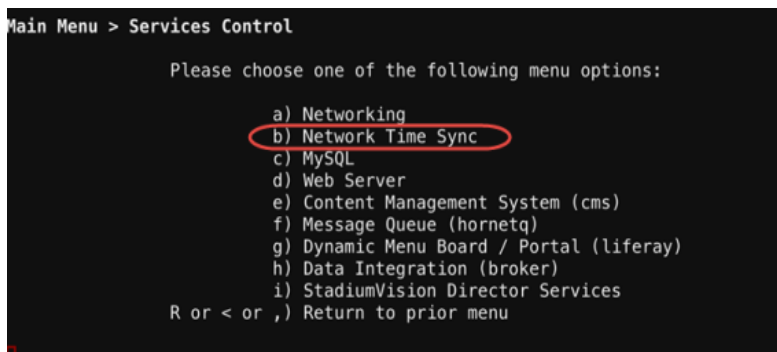 Main Menu > Services Control
Please choose one of the following menu options:
a) Networking
b) Network Time Sync
c) MySQL
d) Web Server
e) Content Management System (cms)
f) Message Queue (hornetq)
g) Dynamic Menu Board / Portal (liferay)
h) Data Integration (broker)
i) StadiumVision Director Services
R or < or ,) Return to prior menu